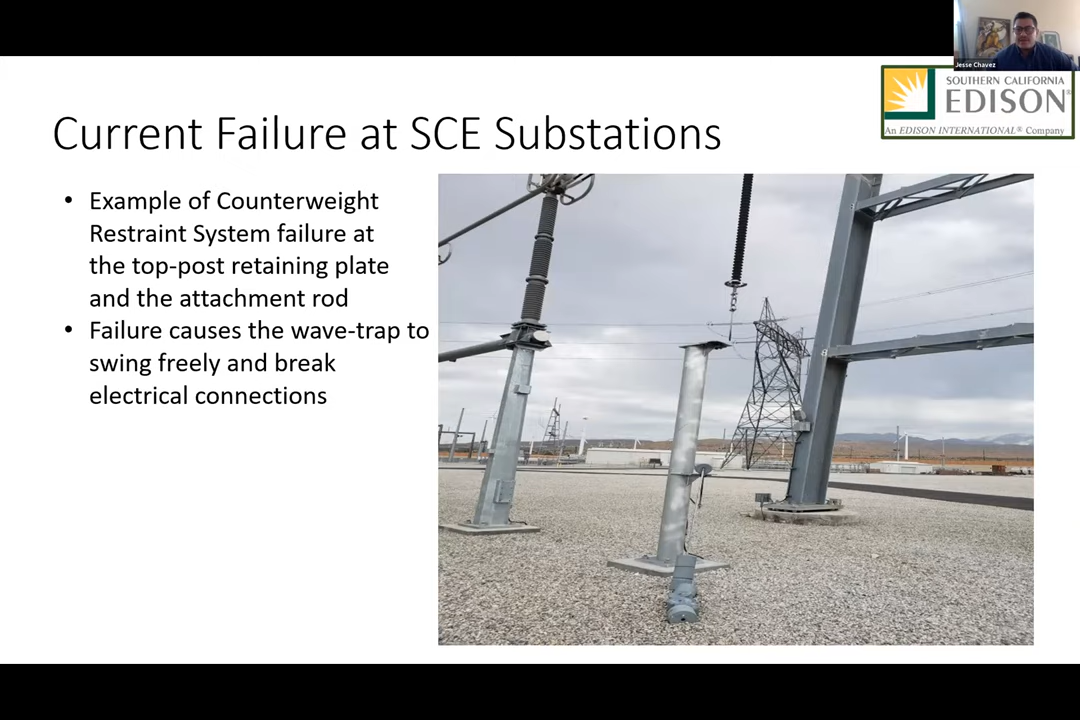 Jesse Chavez
SOUTHERN CALIFORNIA
EDISON®
An EDISON INTERNATIONAL® Company
Current Failure at SCE Substations
• Example of Counterweight
Restraint System failure at
the top-post retaining plate
and the attachment rod
• Failure causes the wave-trap to
swing freely and break
electrical connections